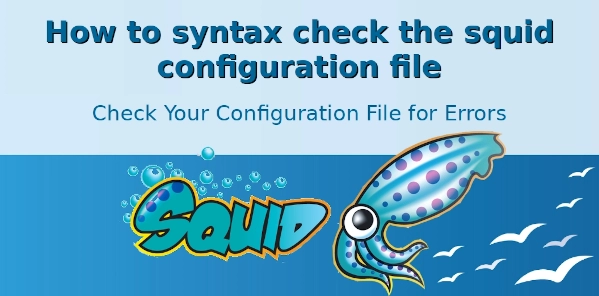 How to syntax check the squid
configuration file
Check Your Configuration File for Errors
SQUID